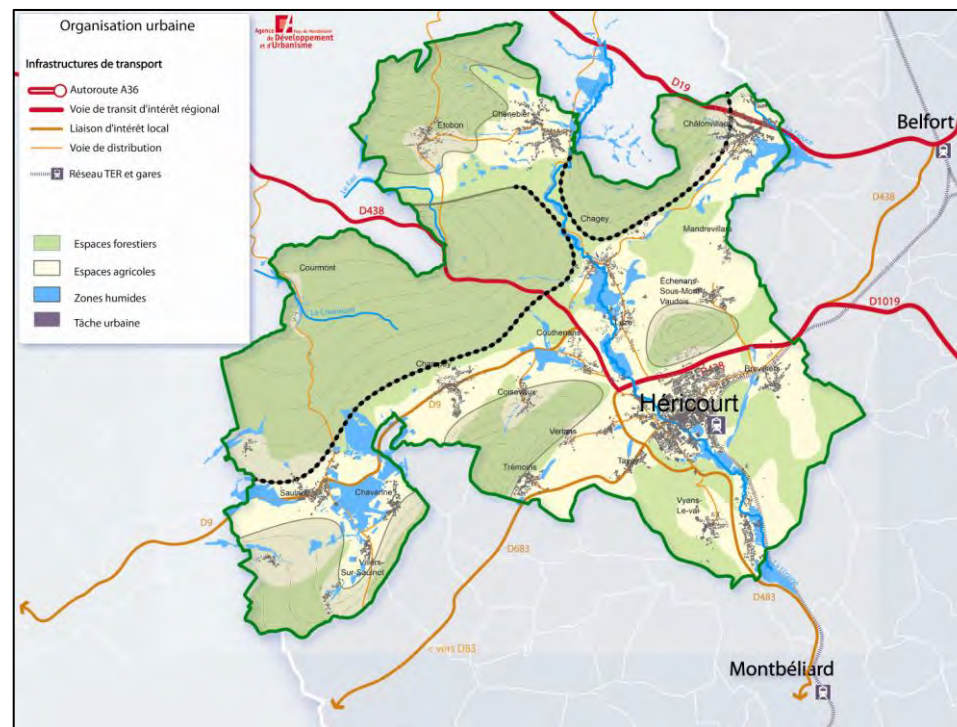 Organisation urbaine
Agence
Pays de Montbéliard
de Développement
et d'Urbanisme
Infrastructures de transport
Autoroute A36
Voie de transit d'intérêt régional
Liaison d'intérêt local
Voie de distribution
Réseau TER et gares
Espaces forestiers
Espaces agricoles
Zones humides
Tâche urbaine
D19
Belfort
Châlonvillars
Chenebier
Etobon
D438
D438
Chagey
Mandrevillars
Courmont
Échenans-
Sous-Mont-
Vaudois
D1019
Luze
Couthenans
Champey
D438
Brevilliers
Coisevaux
D9
Héricourt
Verlans
Tavey
Trémoins
Saulnot
Chavanne
Vyans-
Le-val
D9
D683
Villers-
Sur-Saulnot
D483
< vers D83
Montbéliard